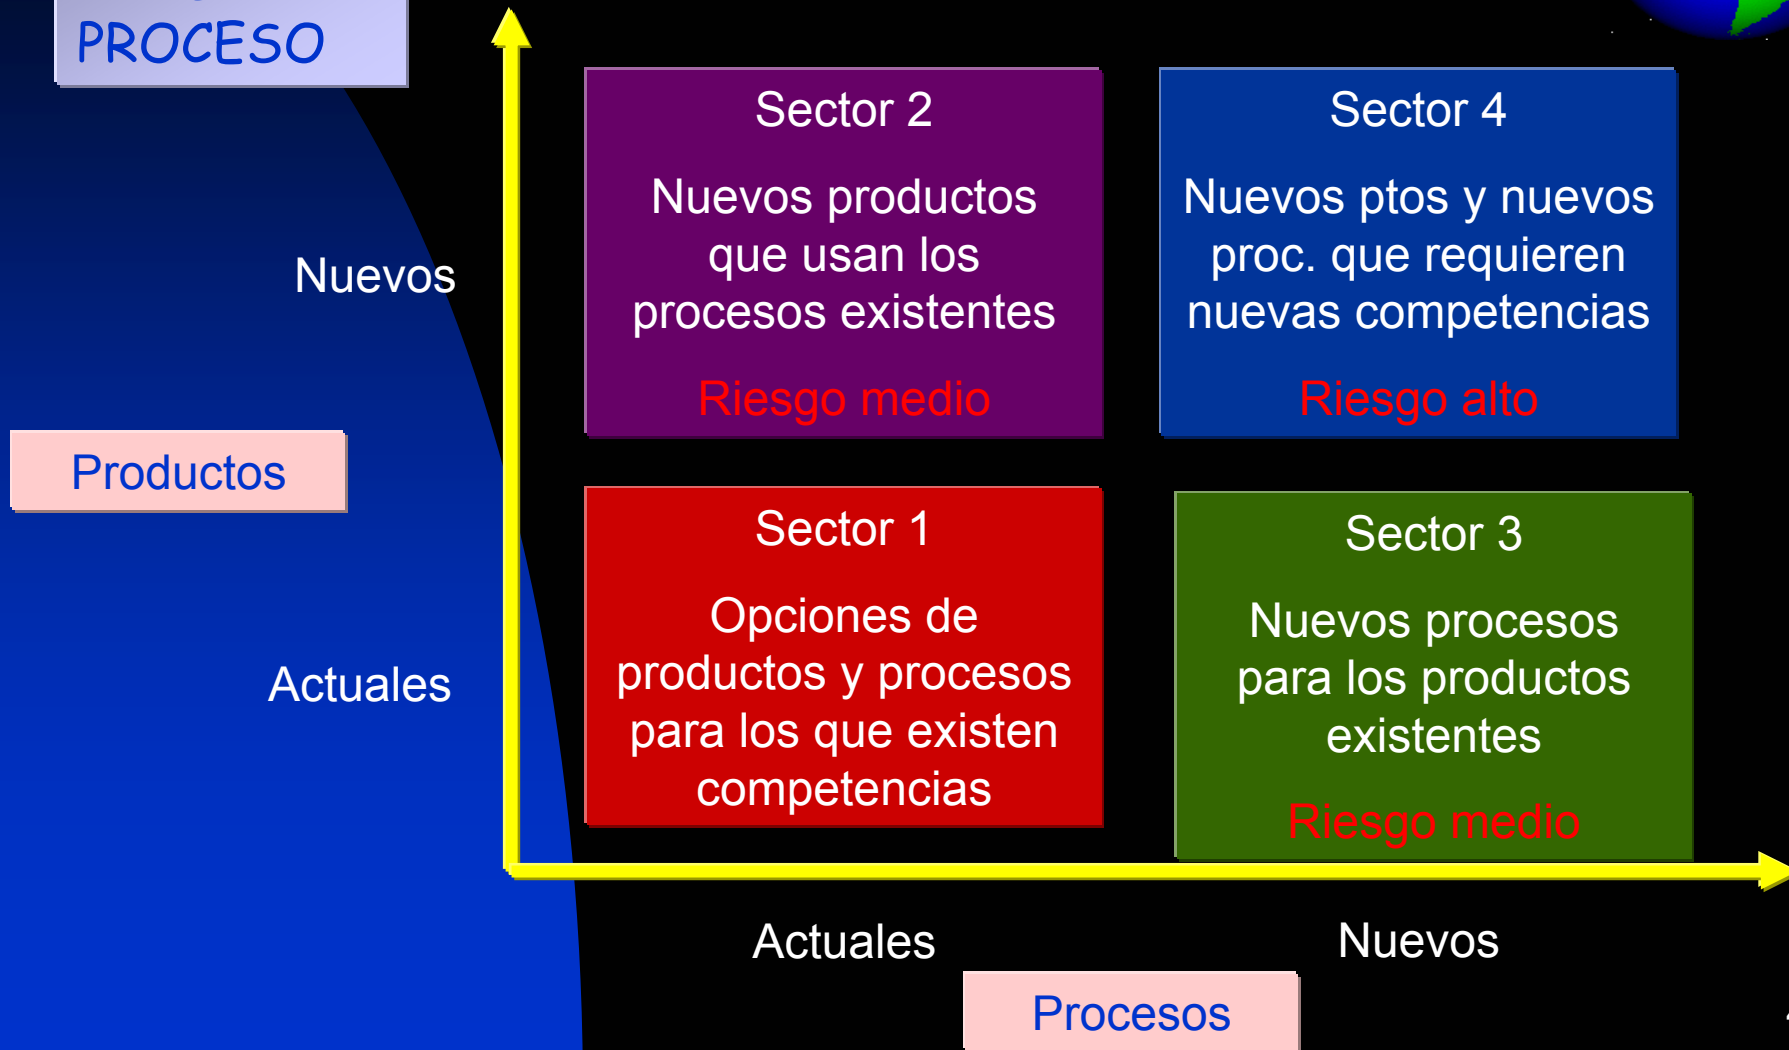 PROCESO
Sector 2
Nuevos productos
que usan los
procesos existentes
Riesgo medio
Sector 4
Nuevos ptos y nuevos
proc. que requieren
nuevas competencias
Riesgo alto
Nuevos
Productos
Sector 1
Opciones de
productos y procesos
para los que existen
competencias
Sector 3
Nuevos procesos
para los productos
existentes
Riesgo medio
Actuales
Actuales
Nuevos
Procesos